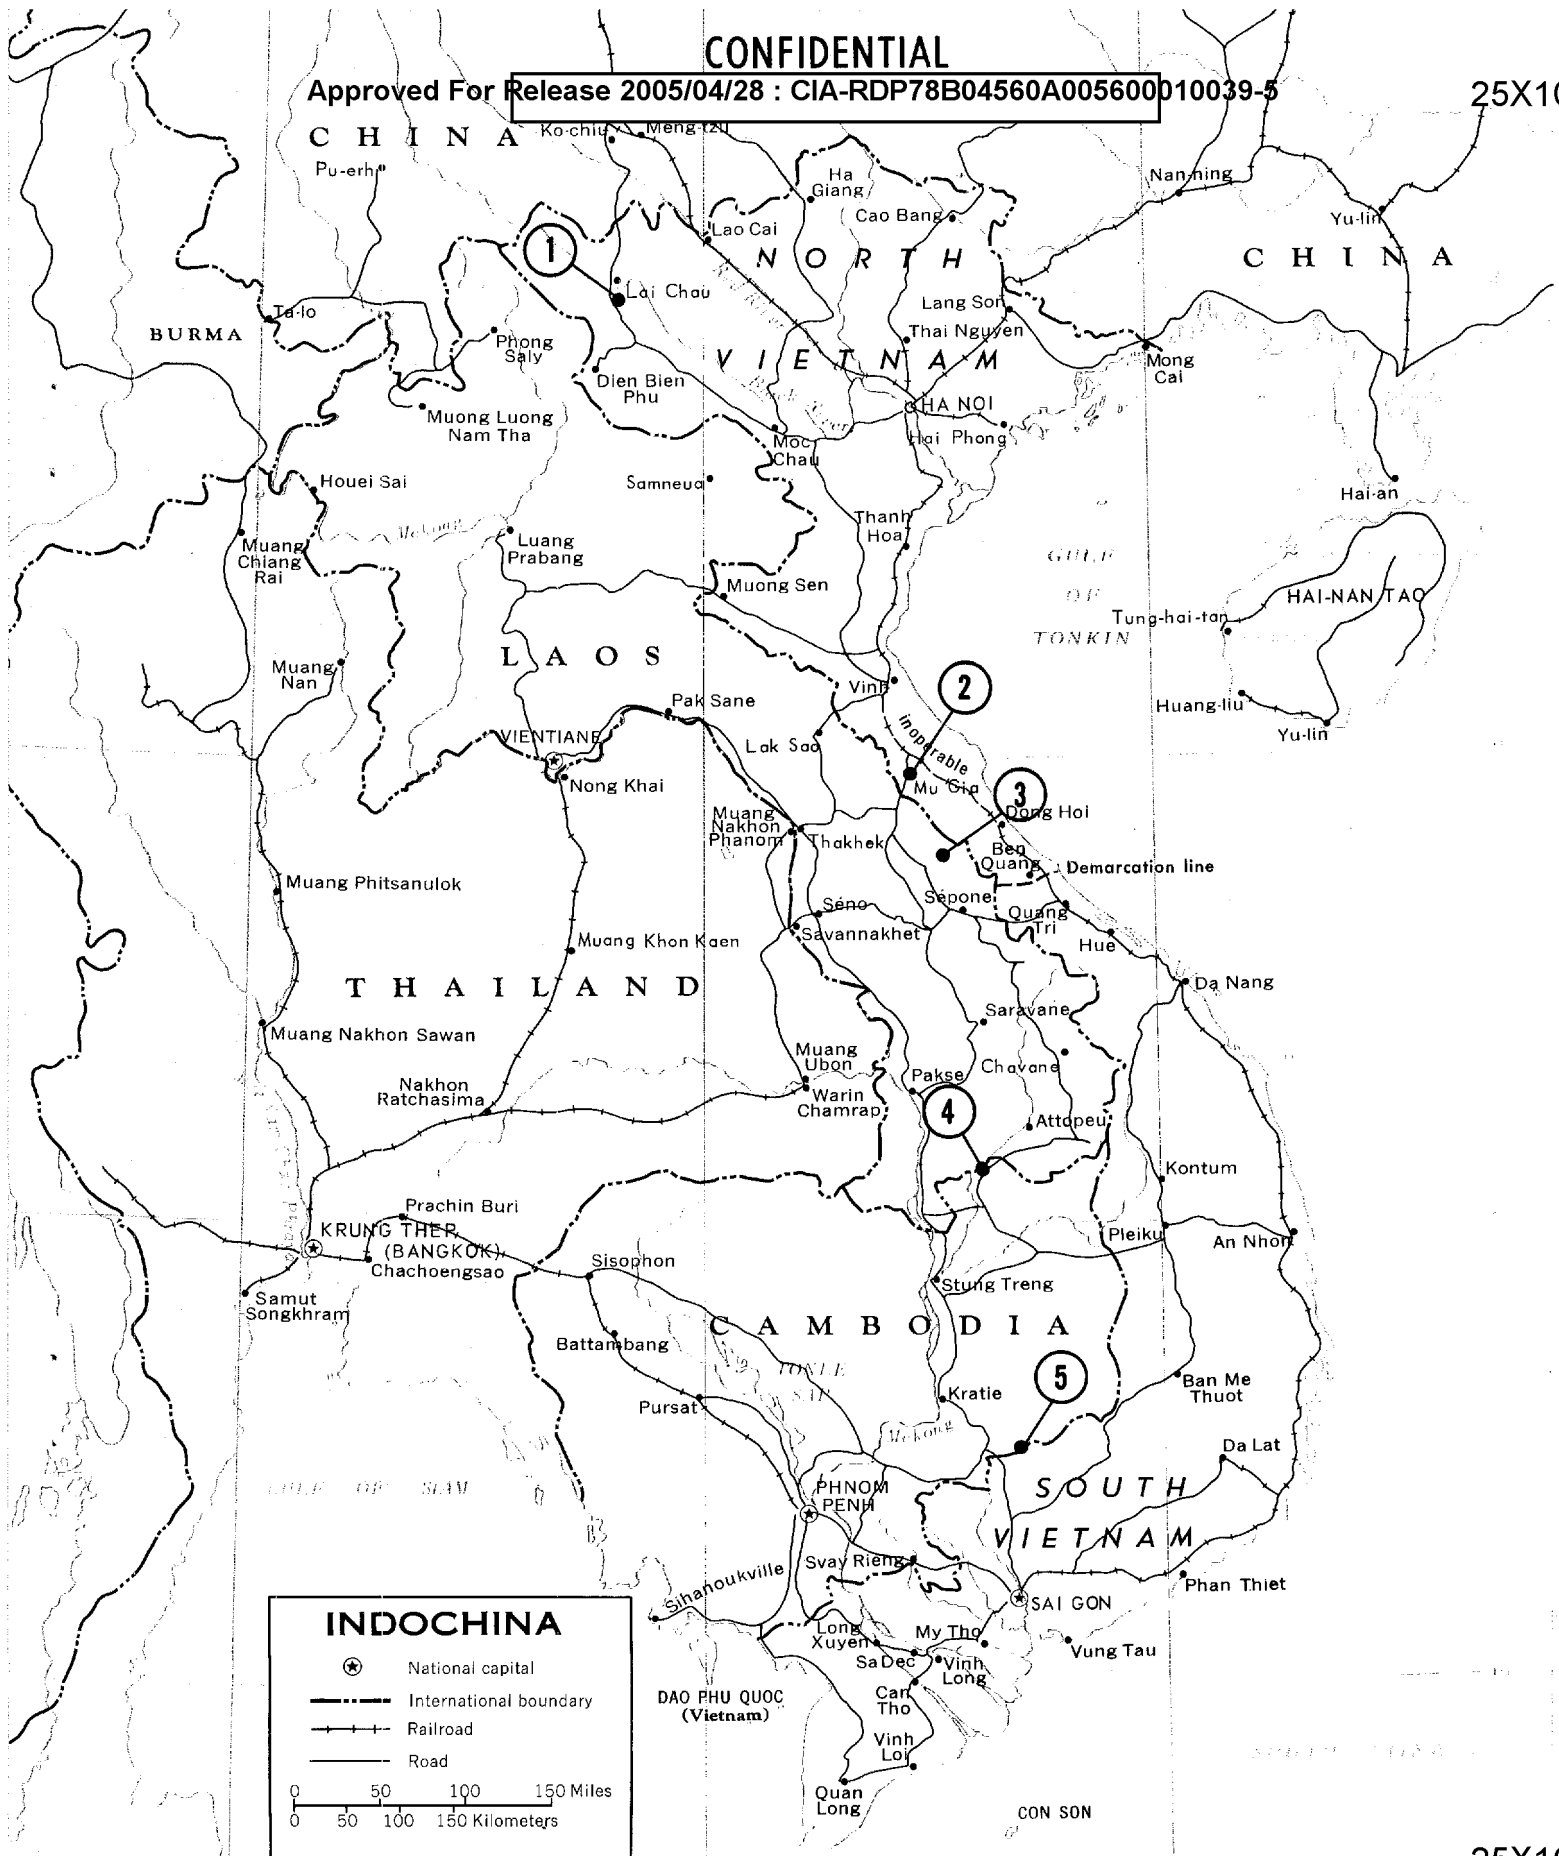 CONFIDENTIAL
Approved For Release 2005/04/28 : CIA-RDP78B04560A005600010039-5
25X1
CHINA
Ko-chiu
Meng-tzu
Pu-erh
Ha
Giang
Cao Bang
Nan-ning
Yu-lin
Lao Cai
NORTH
CHINA
1
Red River
Lai Chau
Lang Son
Ta-lo
BURMA
Phong
Saly
Thai Nguyen
VIETNAM
Mong
Cai
Dien Bien
Phu
Black River
HA NOI
Muong Luong
Nam Tha
Moc
Chau
Hai Phong
Houei Sai
Samneua
Hai-an
Mekong
Thanh
Hoa
Muang
Chiang
Rai
Luang
Prabang
GULF
OF
TONKIN
Muong Sen
HAI-NAN TAO
Tung-hai-tan
LAOS
Muang
Nan
Vinh
2
Pak Sane
Huang-liu
Yu-lin
inoperable
VIENTIANE
Lak Sao
Nong Khai
Mu Gia
3
Muang
Nakhon
Phanom
Thakhek
Dong Hoi
Ben
Quang
Demarcation line
Muang Phitsanulok
Séno
Sépone
Quang
Tri
Savannakhet
Hue
Muang Khon Kaen
THAILAND
Da Nang
Saravane
Muang Nakhon Sawan
Muang
Ubon
Chavane
Nakhon
Ratchasima
Pakse
Warin
Chamrap
4
Attopeu
Kontum
Prachin Buri
KRUNG THEP
(BANGKOK)
Chachoengsao
Pleiku
An Nhon
Sisophon
Stung Treng
Samut
Songkhram
CAMBODIA
Battambang
TONLE
SAP
5
Ban Me
Thuot
Pursat
Kratie
Mekong
Da Lat
GULF OF SIAM
PHNOM
PENH
SOUTH
VIETNAM
Svay Rieng
Phan Thiet
Sihanoukville
SAI GON
Long
Xuyen
My Tho
Vung Tau
Sa Dec
Vinh
Long
DAO PHU QUOC
(Vietnam)
Can
Tho
Vinh
Loi
Quan
Long
CON SON
INDOCHINA
National capital
International boundary
Railroad
Road
0 50 100 150 Miles
0 50 100 150 Kilometers